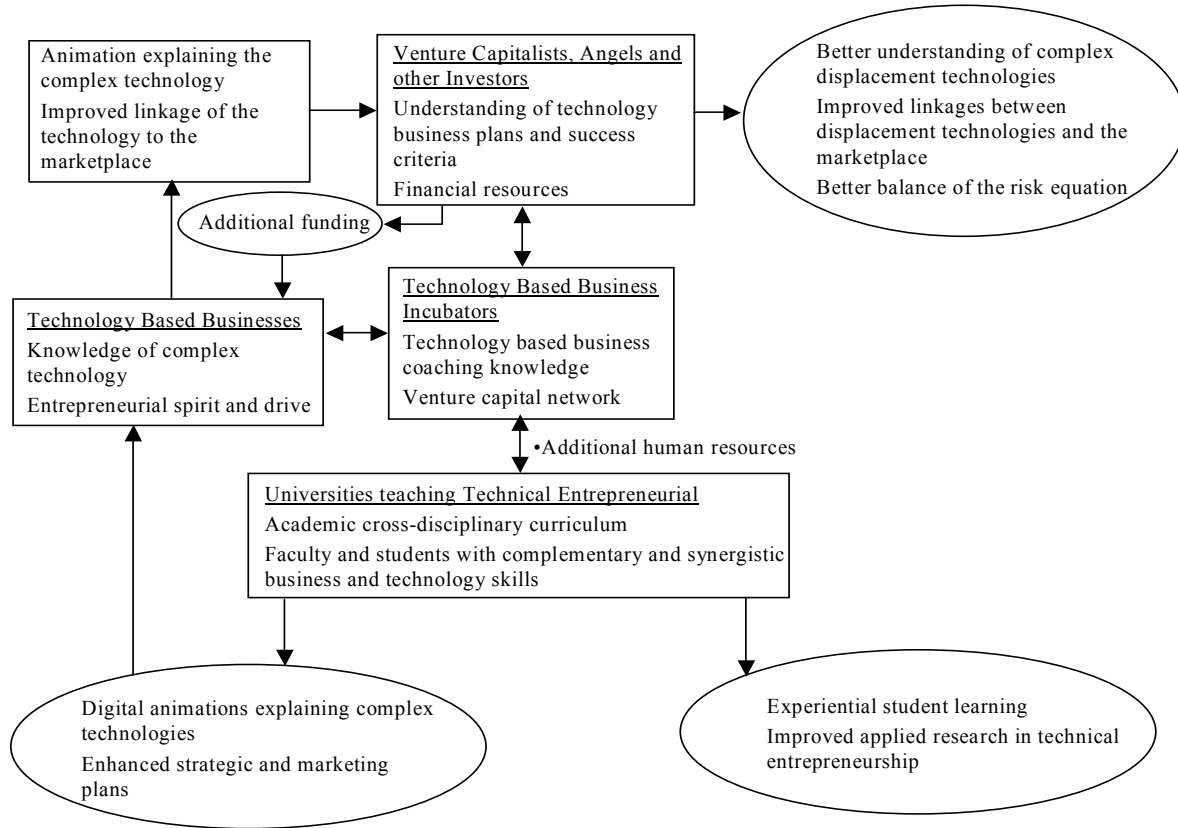 Animation explaining the
complex technology
Improved linkage of the
technology to the
marketplace
Venture Capitalists, Angels and
other Investors
Understanding of technology
business plans and success
criteria
Financial resources
Better understanding of complex
displacement technologies
Improved linkages between
displacement technologies and the
marketplace
Better balance of the risk equation
Additional funding
Technology Based Businesses
Knowledge of complex
technology
Entrepreneurial spirit and drive
Technology Based Business
Incubators
Technology based business
coaching knowledge
Venture capital network
•Additional human resources
Universities teaching Technical Entrepreneurial
Academic cross-disciplinary curriculum
Faculty and students with complementary and synergistic
business and technology skills
Digital animations explaining complex
technologies
Enhanced strategic and marketing
plans
Experiential student learning
Improved applied research in technical
entrepreneurship